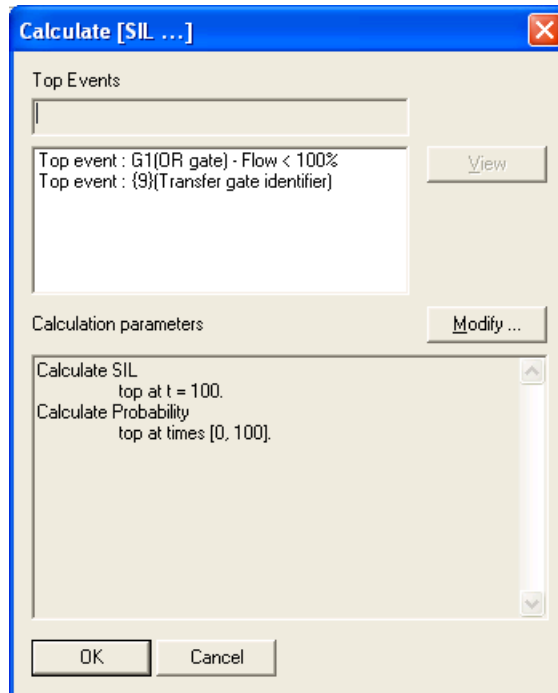 Calculate [SIL ...]
Top Events
Top event : G1(OR gate) - Flow < 100%
Top event : {9}(Transfer gate identifier)
View
Calculation parameters
Modify ...
Calculate SIL
top at t = 100.
Calculate Probability
top at times [0, 100].
OK
Cancel